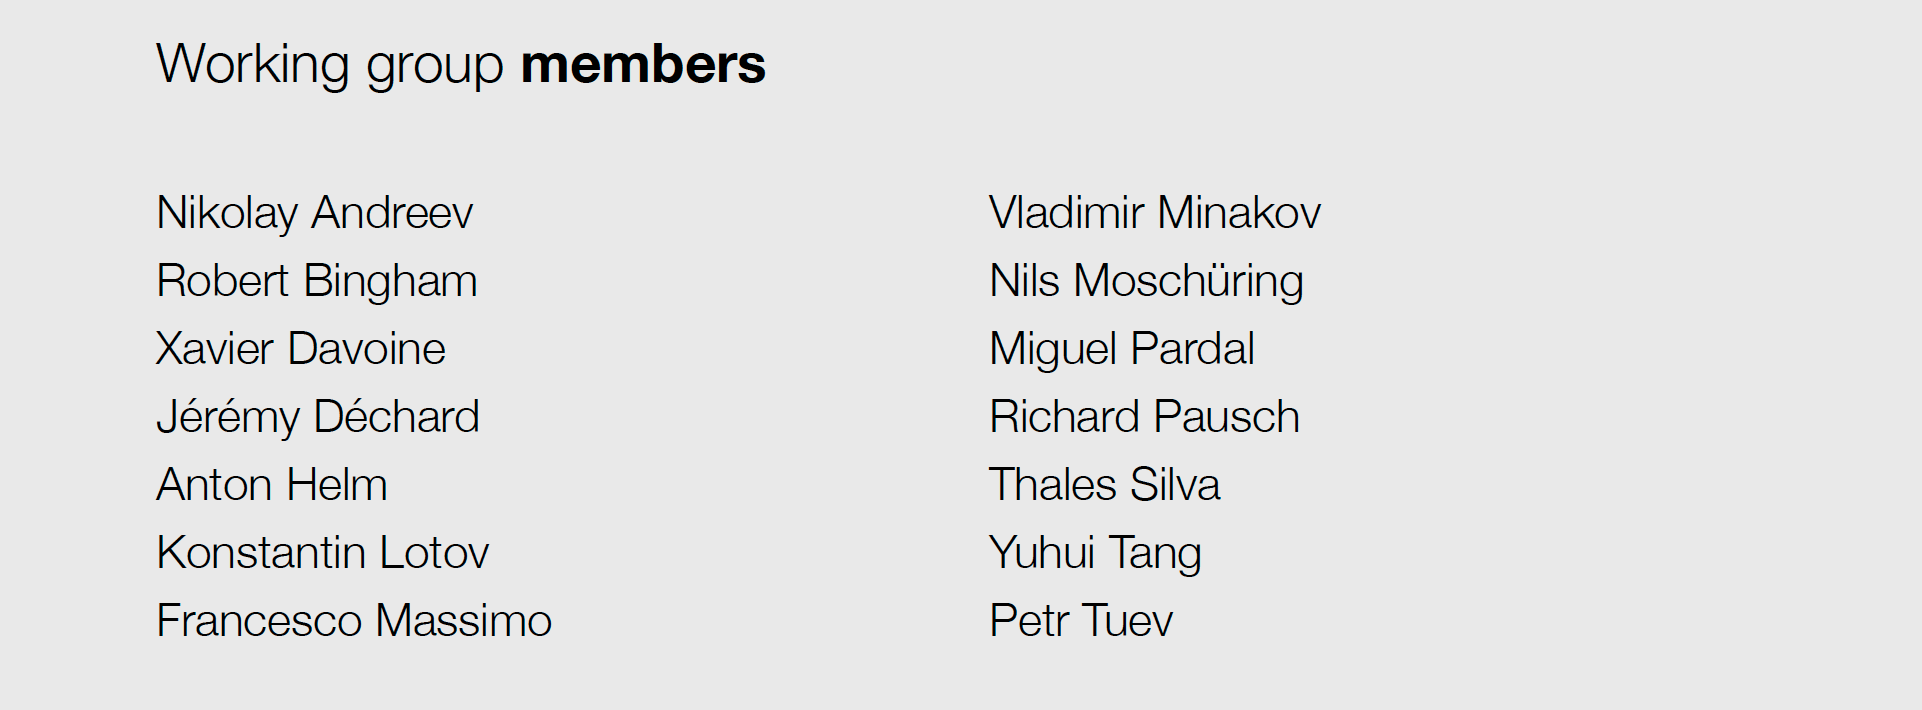 Working group members
Nikolay Andreev
Robert Bingham
Xavier Davoine
Jérémy Déchard
Anton Helm
Konstantin Lotov
Francesco Massimo
Vladimir Minakov
Nils Moschüring
Miguel Pardal
Richard Pausch
Thales Silva
Yuhui Tang
Petr Tuev